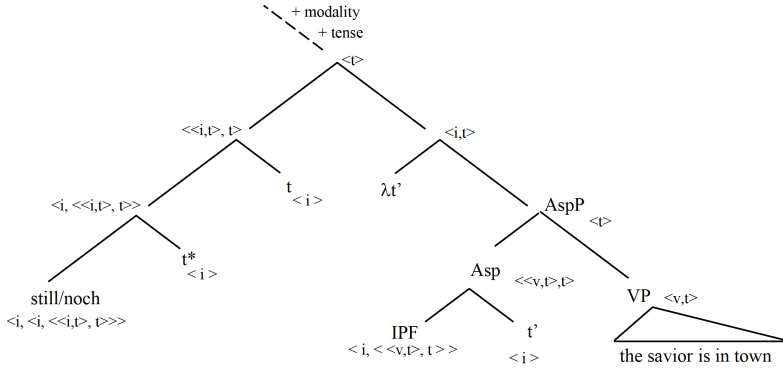 + modality
+ tense
<t>
<<i,t>, t>
<i,t>
<i, <<i,t>, t>>
t
< i >
λt’
AspP
<t>
t*
< i >
still/noch
<i, <i, <<i,t>, t>>>
Asp
<<v,t>,t>
VP
<v,t>
IPF
< i, < <v,t>, t > >
t’
< i >
the savior is in town